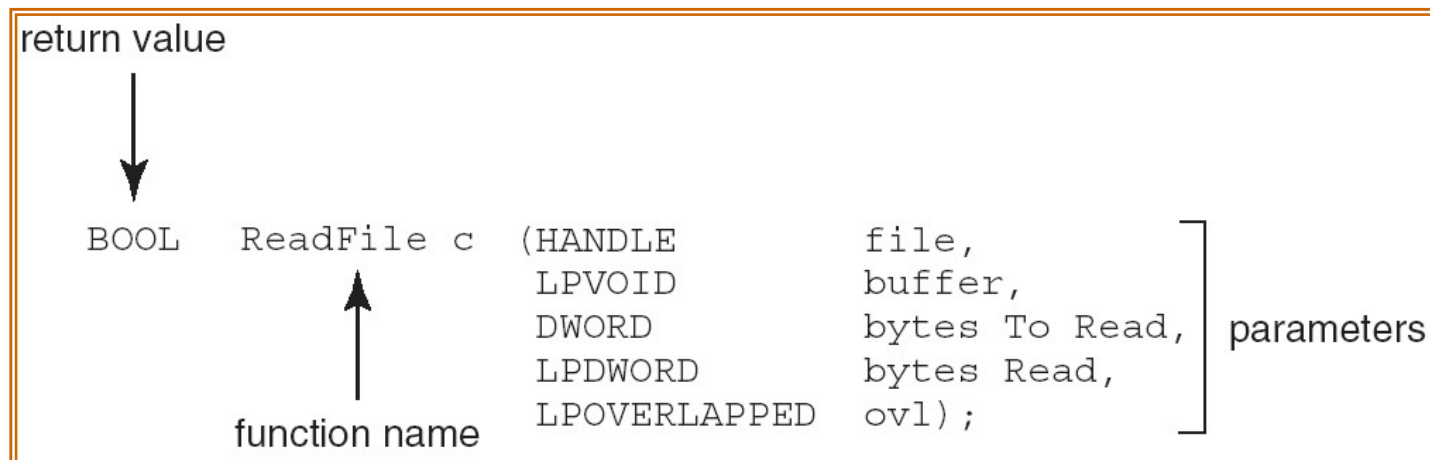 return value
BOOL ReadFile c (HANDLE file,
LPVOID buffer,
DWORD bytes To Read,
parameters
LPDWORD bytes Read,
LPOVERLAPPED ovl);
function name